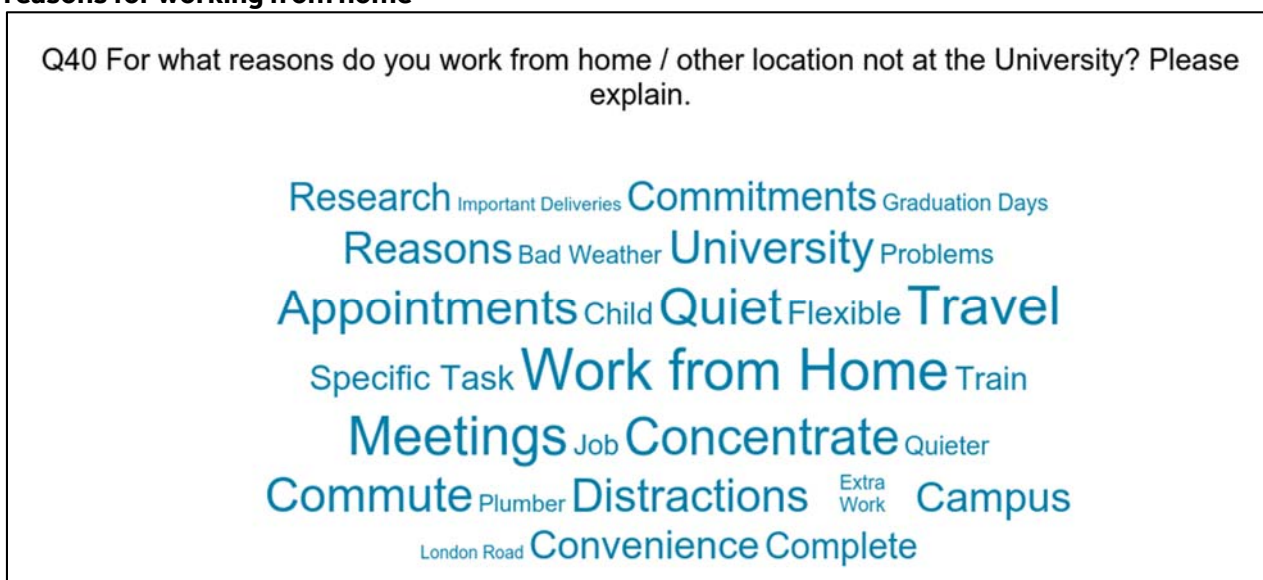 reasons for working from home
Q40 For what reasons do you work from home / other location not at the University? Please
explain.
Research Important Deliveries Commitments Graduation Days
Reasons Bad Weather University Problems
Appointments Child Quiet Flexible Travel
Specific Task Work from Home Train
Meetings Job Concentrate Quieter
Commute Plumber Distractions Extra Work Campus
London Road Convenience Complete